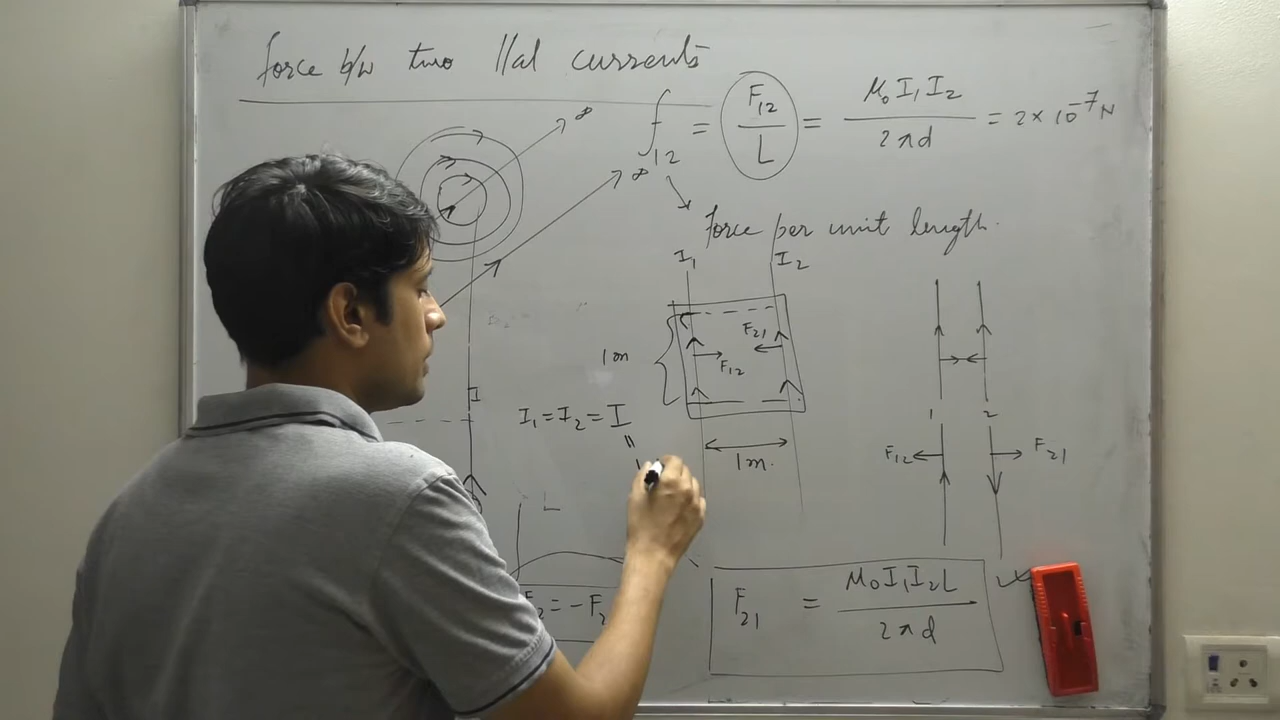 force b/w two ||al currents
f12 = F12/L = μ0 I1 I2 / 2πd = 2 × 10^-7 N
∞
∞
force per unit length.
I1 I2
1m
F21
F12
I
I1 = I2 = I
"
1m.
1 2
F12 F21
L
= -F2
F21 = μ0 I1 I2 L / 2πd